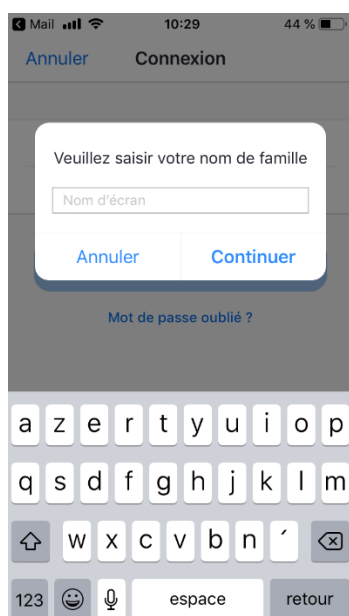 Mail 10:29 44 %
Annuler Connexion
Veuillez saisir votre nom de famille
Nom d'écran
Annuler Continuer
Mot de passe oublié ?
a z e r t y u i o p
q s d f g h j k l m
w x c v b n ´
123 espace retour